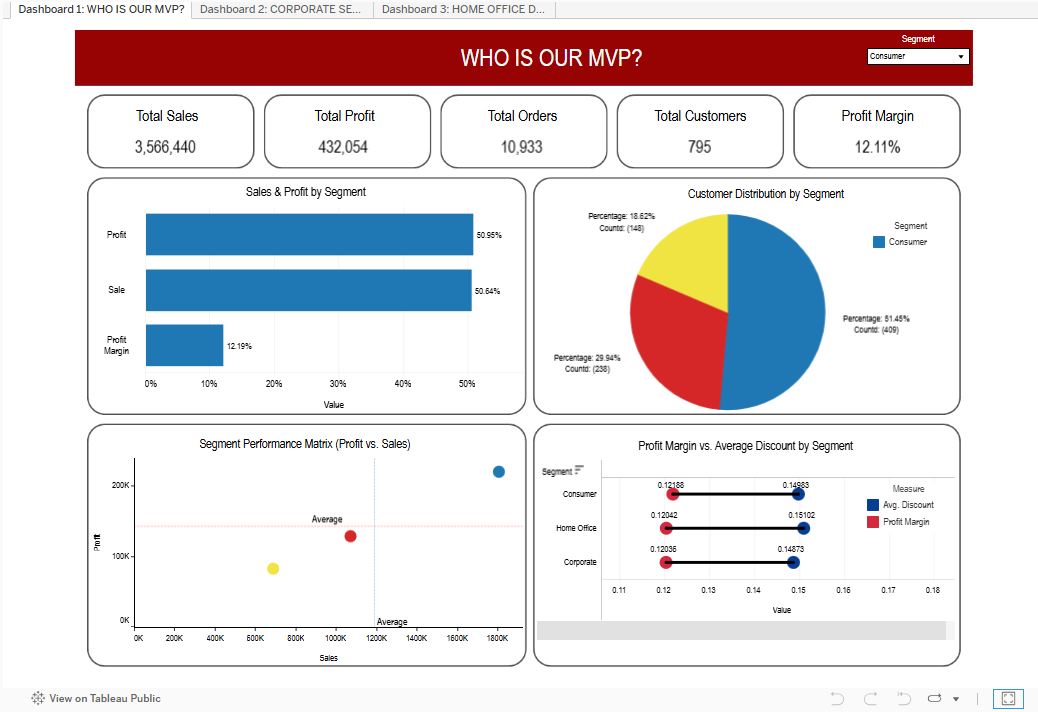 Dashboard 1: WHO IS OUR MVP?
Dashboard 2: CORPORATE SE...
Dashboard 3: HOME OFFICE D...
WHO IS OUR MVP?
Segment
Consumer
Total Sales
3,566,440
Total Profit
432,054
Total Orders
10,933
Total Customers
795
Profit Margin
12.11%
Sales & Profit by Segment
Profit
50.95%
Sale
50.64%
Profit
Margin
12.19%
0% 10% 20% 30% 40% 50%
Value
Customer Distribution by Segment
Percentage: 18.62%
Countd: (148)
Segment
Consumer
Percentage: 51.45%
Countd: (409)
Percentage: 29.94%
Countd: (238)
Segment Performance Matrix (Profit vs. Sales)
200K
Average
Profit
100K
0K
Average
0K 200K 400K 600K 800K 1000K 1200K 1400K 1600K 1800K
Sales
Profit Margin vs. Average Discount by Segment
Segment
Consumer
0.12188 0.14983
Home Office
0.12042 0.15102
Corporate
0.12036 0.14873
Measure
Avg. Discount
Profit Margin
0.11 0.12 0.13 0.14 0.15 0.16 0.17 0.18
Value
View on Tableau Public